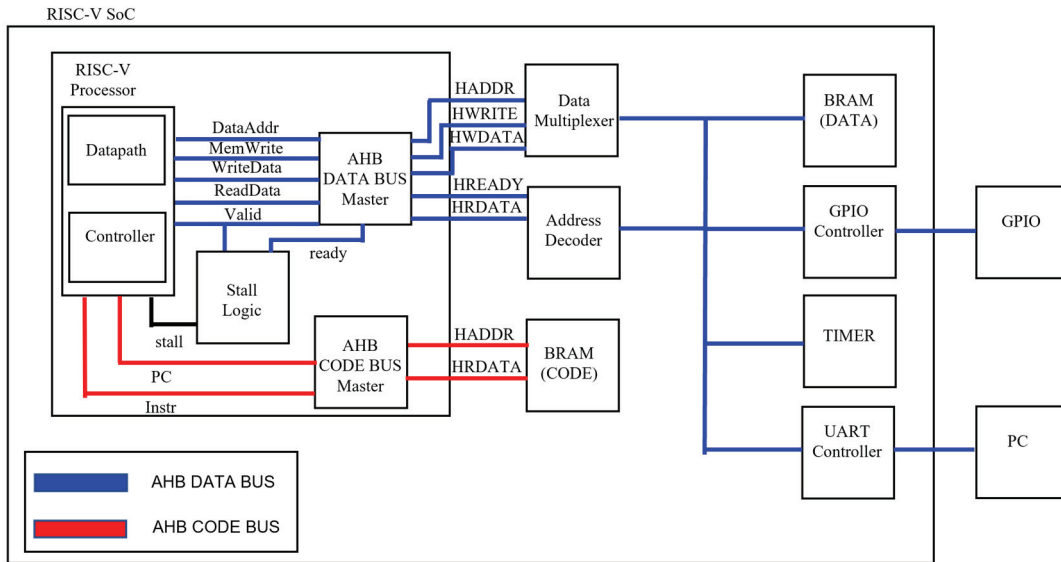 RISC-V SoC
RISC-V
Processor
Datapath
Controller
DataAddr
MemWrite
WriteData
ReadData
Valid
AHB
DATA BUS
Master
ready
Stall
Logic
stall
PC
Instr
AHB
CODE BUS
Master
HADDR
HWRITE
HWDATA
HREADY
HRDATA
HADDR
HRDATA
Data
Multiplexer
Address
Decoder
BRAM
(CODE)
BRAM
(DATA)
GPIO
Controller
TIMER
UART
Controller
GPIO
PC
AHB DATA BUS
AHB CODE BUS